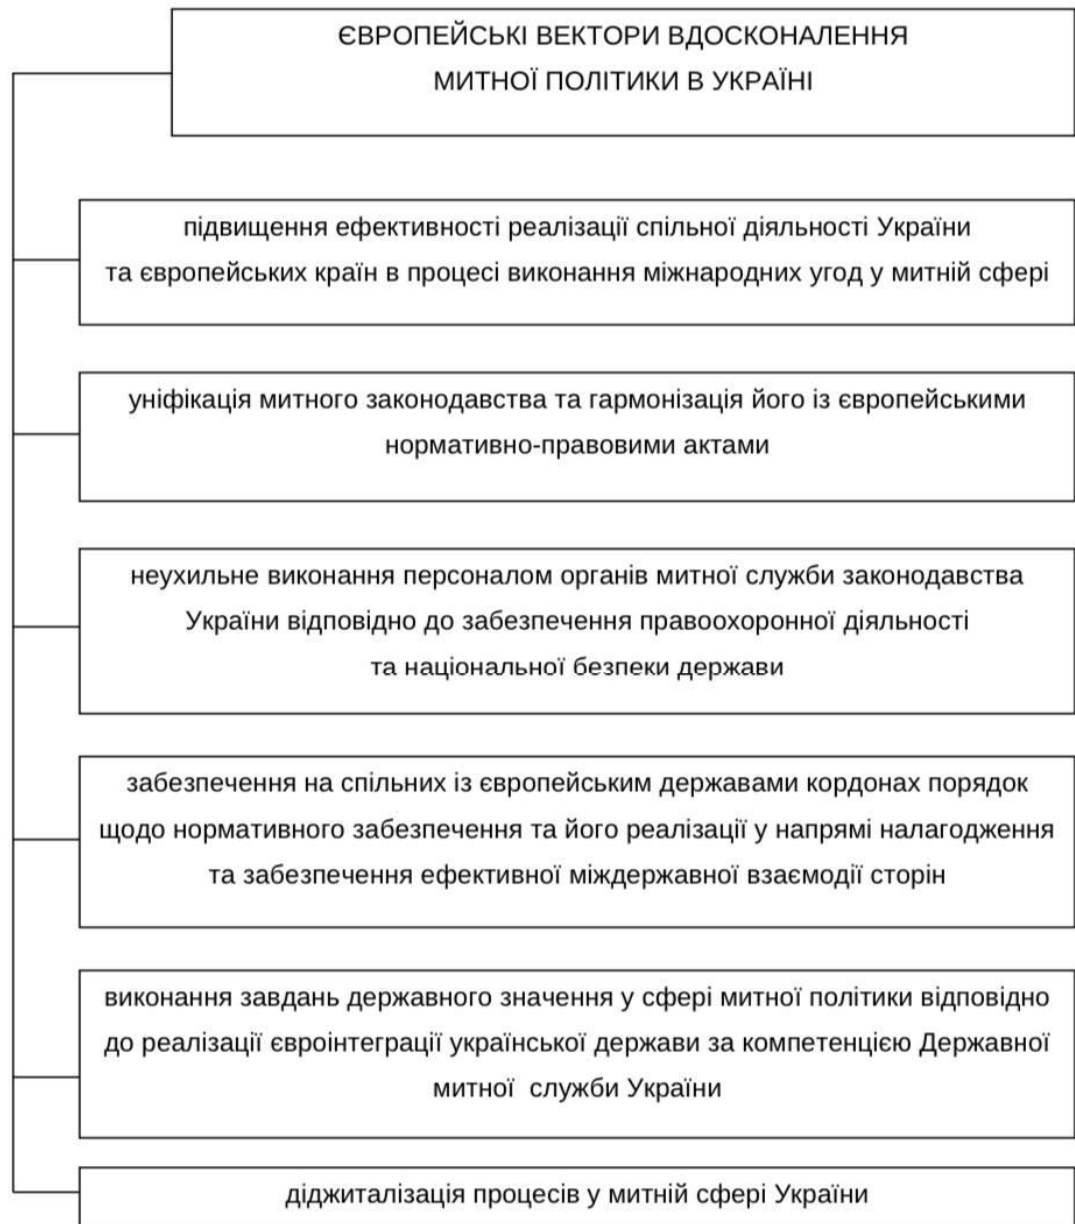 ЄВРОПЕЙСЬКІ ВЕКТОРИ ВДОСКОНАЛЕННЯ
МИТНОЇ ПОЛІТИКИ В УКРАЇНІ
підвищення ефективності реалізації спільної діяльності України
та європейських країн в процесі виконання міжнародних угод у митній сфері
уніфікація митного законодавства та гармонізація його із європейськими
нормативно-правовими актами
неухильне виконання персоналом органів митної служби законодавства
України відповідно до забезпечення правоохоронної діяльності
та національної безпеки держави
забезпечення на спільних із європейським державами кордонах порядок
щодо нормативного забезпечення та його реалізації у напрямі налагодження
та забезпечення ефективної міждержавної взаємодії сторін
виконання завдань державного значення у сфері митної політики відповідно
до реалізації євроінтеграції української держави за компетенцією Державної
митної служби України
діджиталізація процесів у митній сфері України